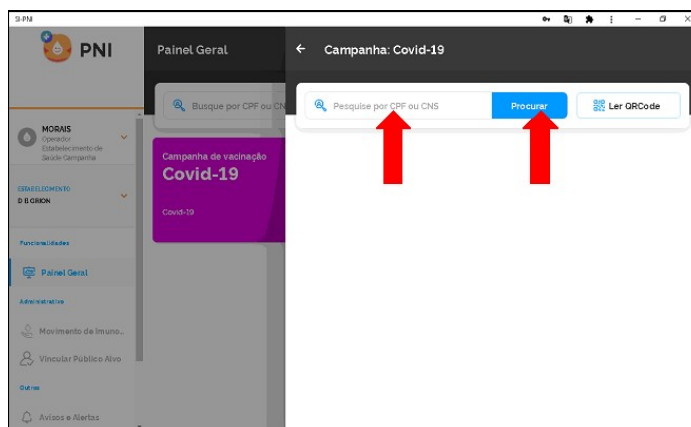 SI-PNI
PNI
Painel Geral
Campanha: Covid-19
Busque por CPF ou CN
Pesquise por CPF ou CNS
Procurar
Ler QRCode
MORAIS
Operador
Estabelecimento de
Saúde Campanha
ESTABELECIMENTO
D B GRION
Campanha de vacinação
Covid-19
Covid-19
Funcionalidades
Painel Geral
Administrativo
Movimento de Imuno..
Vincular Público Alvo
Outros
Avisos e Alertas